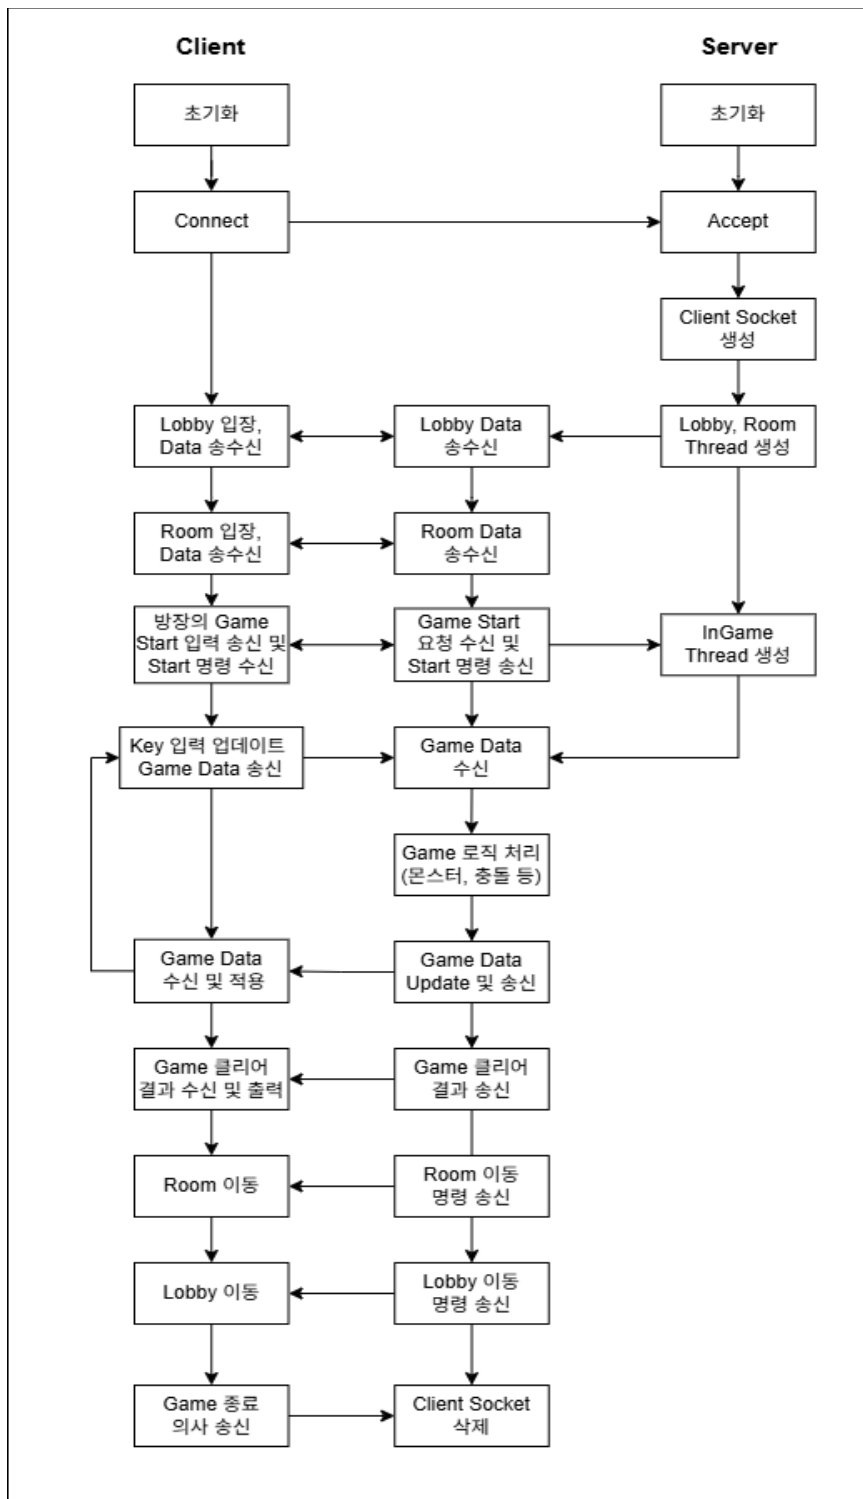 Client
Server
초기화
초기화
Connect
Accept
Client Socket
생성
Lobby 입장,
Data 송수신
Lobby Data
송수신
Lobby, Room
Thread 생성
Room 입장,
Data 송수신
Room Data
송수신
방장의 Game
Start 입력 송신 및
Start 명령 수신
Game Start
요청 수신 및
Start 명령 송신
InGame
Thread 생성
Key 입력 업데이트
Game Data 송신
Game Data
수신
Game 로직 처리
(몬스터, 충돌 등)
Game Data
수신 및 적용
Game Data
Update 및 송신
Game 클리어
결과 수신 및 출력
Game 클리어
결과 송신
Room 이동
Room 이동
명령 송신
Lobby 이동
Lobby 이동
명령 송신
Game 종료
의사 송신
Client Socket
삭제